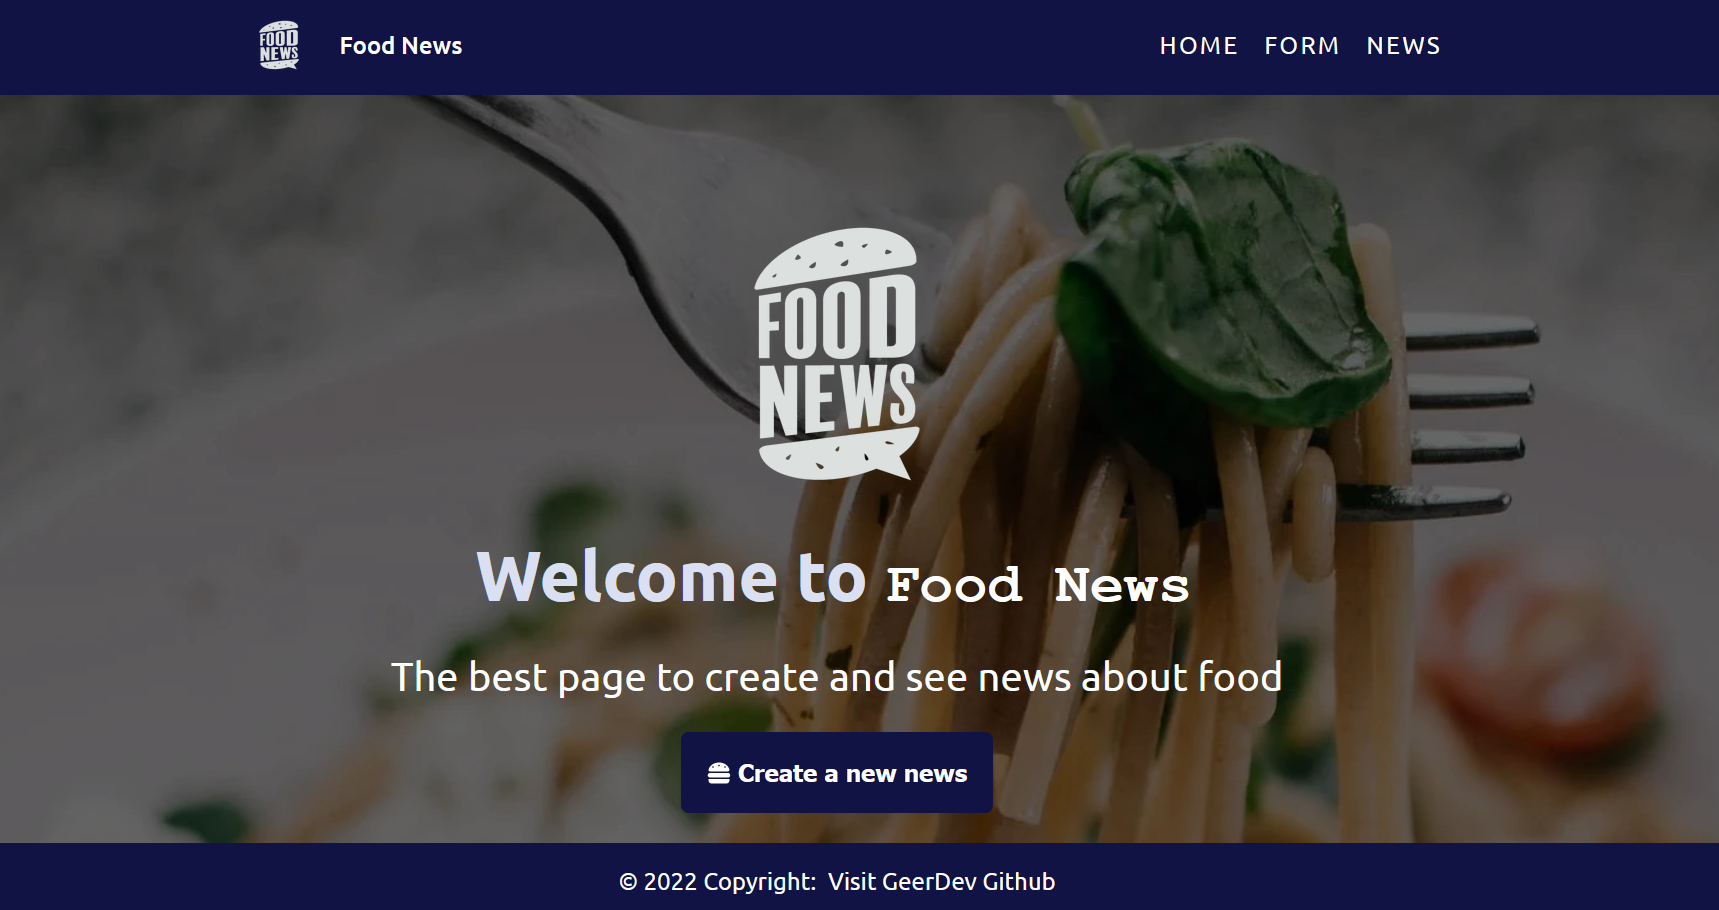 FOOD
NEWS
Food News
HOME FORM NEWS
FOOD
NEWS
Welcome to Food News
The best page to create and see news about food
Create a new news
© 2022 Copyright: Visit GeerDev Github